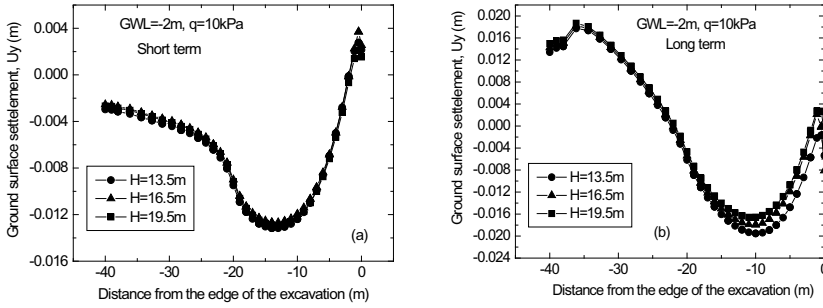 GWL=-2m, q=10kPa
Short term
Ground surface settelement, Uy (m)
0.004
0.000
-0.004
-0.008
-0.012
-0.016
H=13.5m
H=16.5m
H=19.5m
(a)
-40 -30 -20 -10 0
Distance from the edge of the excavation (m)
GWL=-2m, q=10kPa
Long term
Ground surface settlement, Uy (m)
0.020
0.016
0.012
0.008
0.004
0.000
-0.004
-0.008
-0.012
-0.016
-0.020
-0.024
H=13.5m
H=16.5m
H=19.5m
(b)
-40 -30 -20 -10 0
Distance from the edge of the excavation (m)